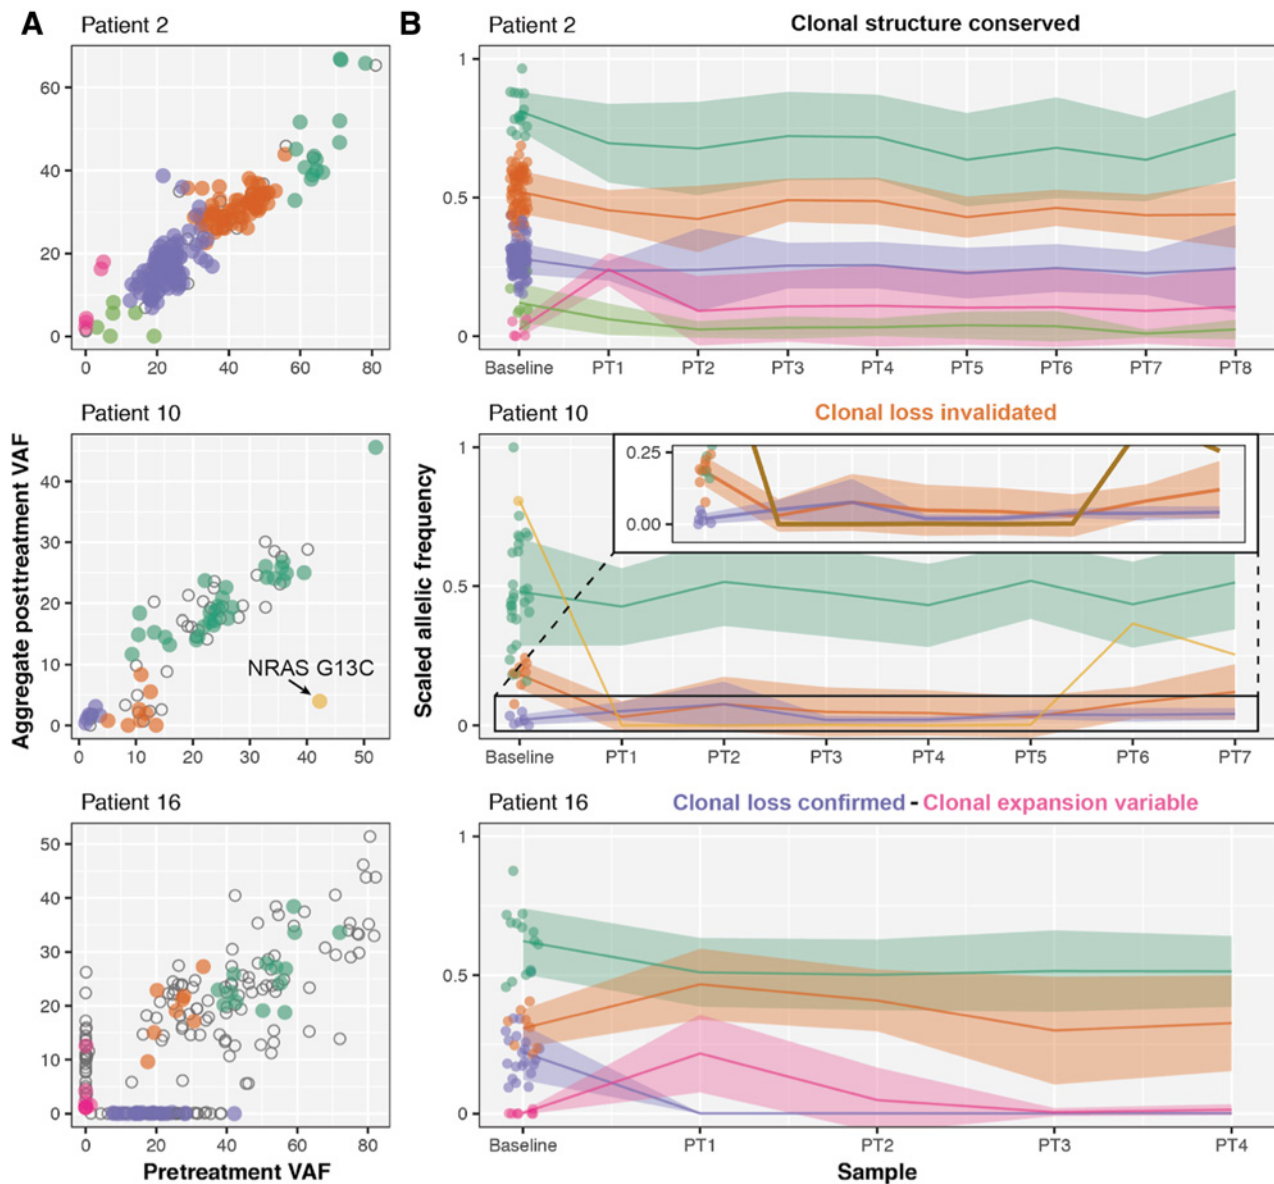 A
Patient 2
B
Patient 2
Clonal structure conserved
60
40
20
0
0
20
40
60
80
1
0.5
0
Baseline
PT1
PT2
PT3
PT4
PT5
PT6
PT7
PT8
Patient 10
Patient 10
Clonal loss invalidated
Aggregate posttreatment VAF
40
30
20
10
0
NRAS G13C
0
10
20
30
40
50
Scaled allelic frequency
1
0.5
0
0.25
0.00
Baseline
PT1
PT2
PT3
PT4
PT5
PT6
PT7
Patient 16
Patient 16
Clonal loss confirmed - Clonal expansion variable
50
40
30
20
10
0
0
20
40
60
80
Pretreatment VAF
1
0.5
0
Baseline
PT1
PT2
PT3
PT4
Sample